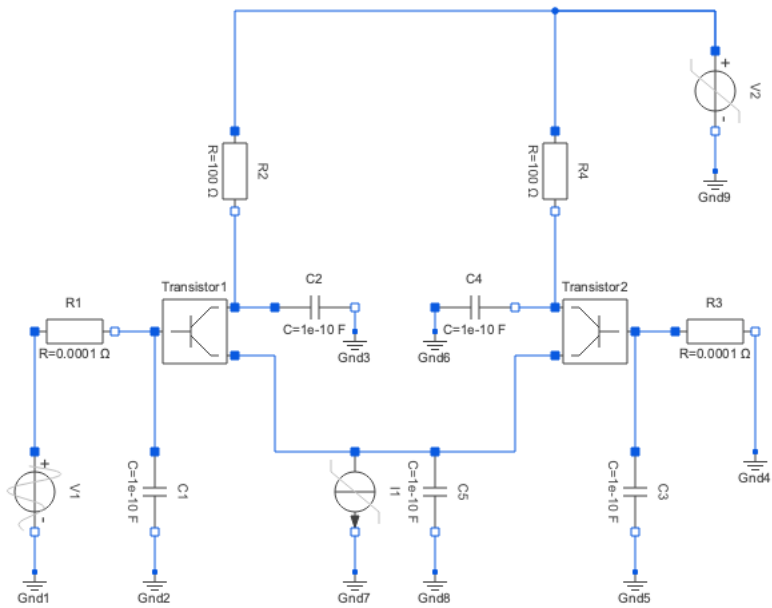 +
V2
-
Gnd9
R2
R=100 Ω
R4
R=100 Ω
Transistor1
C2
C=1e-10 F
Gnd3
C4
C=1e-10 F
Gnd6
Transistor2
R1
R=0.0001 Ω
R3
R=0.0001 Ω
Gnd4
+
V1
-
Gnd1
C1
C=1e-10 F
Gnd2
I1
Gnd7
C5
C=1e-10 F
Gnd8
C3
C=1e-10 F
Gnd5